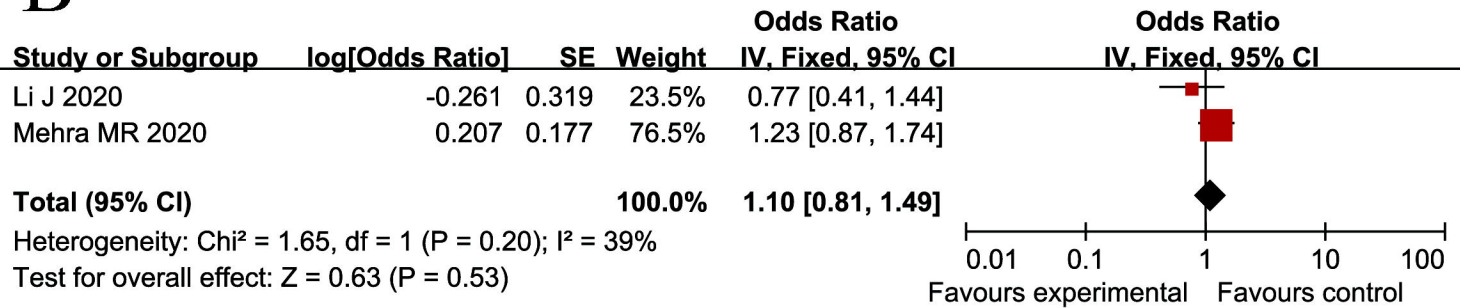 B
Odds Ratio Odds Ratio
Study or Subgroup log[Odds Ratio] SE Weight IV, Fixed, 95% CI IV, Fixed, 95% CI
Li J 2020 -0.261 0.319 23.5% 0.77 [0.41, 1.44]
Mehra MR 2020 0.207 0.177 76.5% 1.23 [0.87, 1.74]
Total (95% CI) 100.0% 1.10 [0.81, 1.49]
Heterogeneity: Chi² = 1.65, df = 1 (P = 0.20); I² = 39%
Test for overall effect: Z = 0.63 (P = 0.53)
0.01 0.1 1 10 100
Favours experimental Favours control